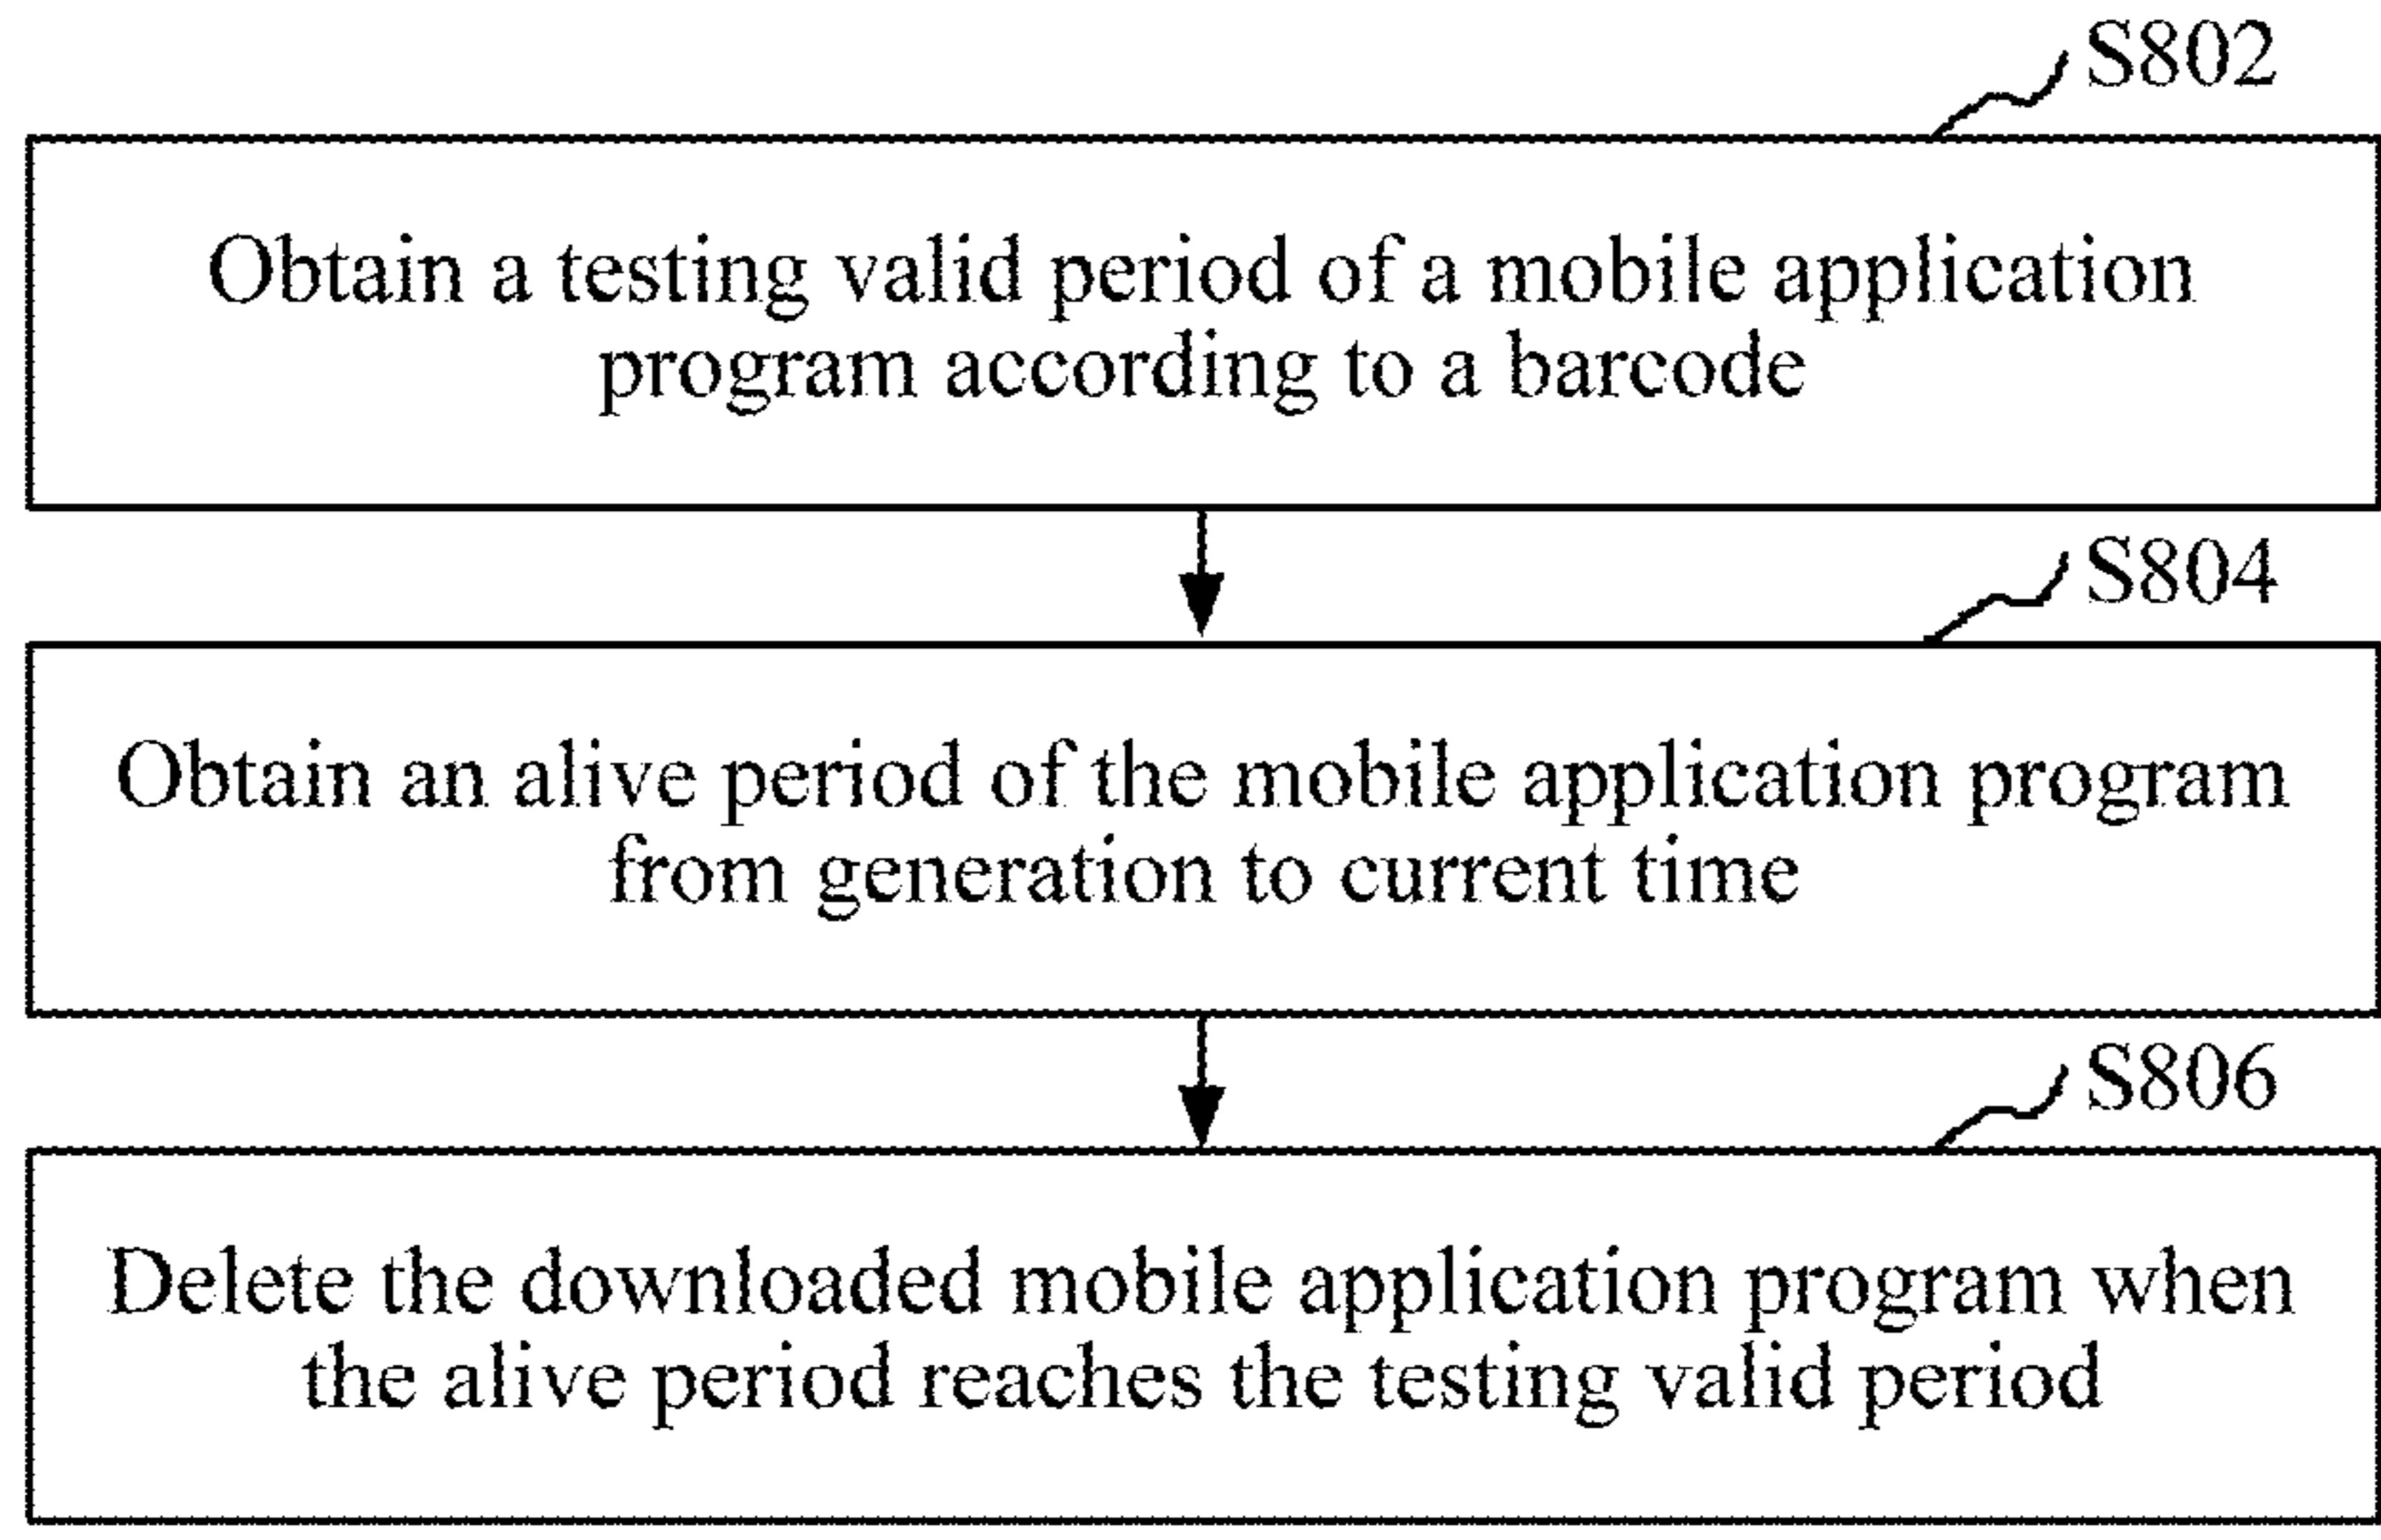 S802
Obtain a testing valid period of a mobile application
program according to a barcode
S804
Obtain an alive period of the mobile application program
from generation to current time
S806
Delete the downloaded mobile application program when
the alive period reaches the testing valid period